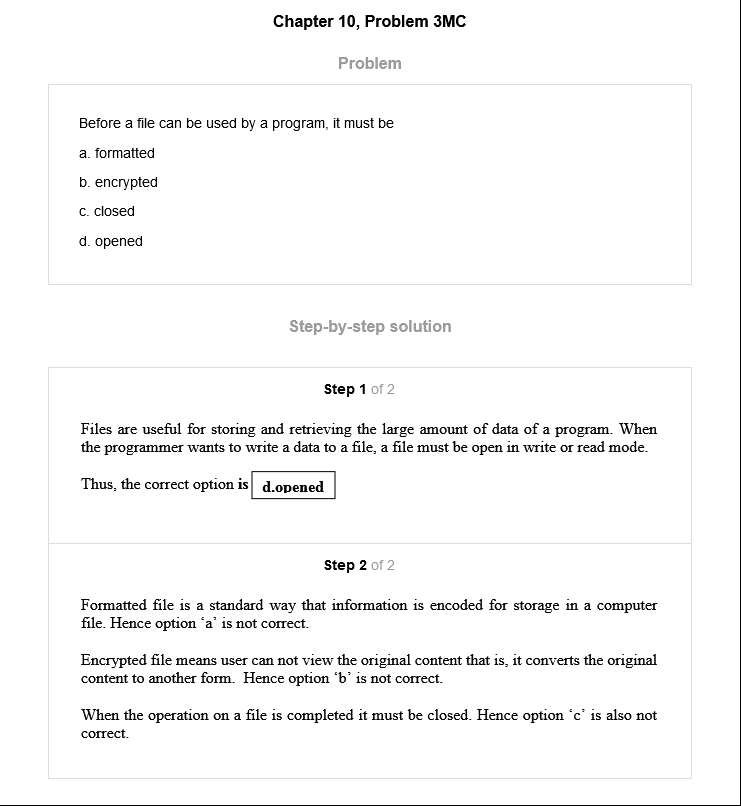 Chapter 10, Problem 3MC
Problem
Before a file can be used by a program, it must be
a. formatted
b. encrypted
c. closed
d. opened
Step-by-step solution
Step 1 of 2
Files are useful for storing and retrieving the large amount of data of a program. When
the programmer wants to write a data to a file, a file must be open in write or read mode.
Thus, the correct option is d.opened
Step 2 of 2
Formatted file is a standard way that information is encoded for storage in a computer
file. Hence option ‘a’ is not correct.
Encrypted file means user can not view the original content that is, it converts the original
content to another form.  Hence option ‘b’ is not correct.
When the operation on a file is completed it must be closed. Hence option ‘c’ is also not
correct.